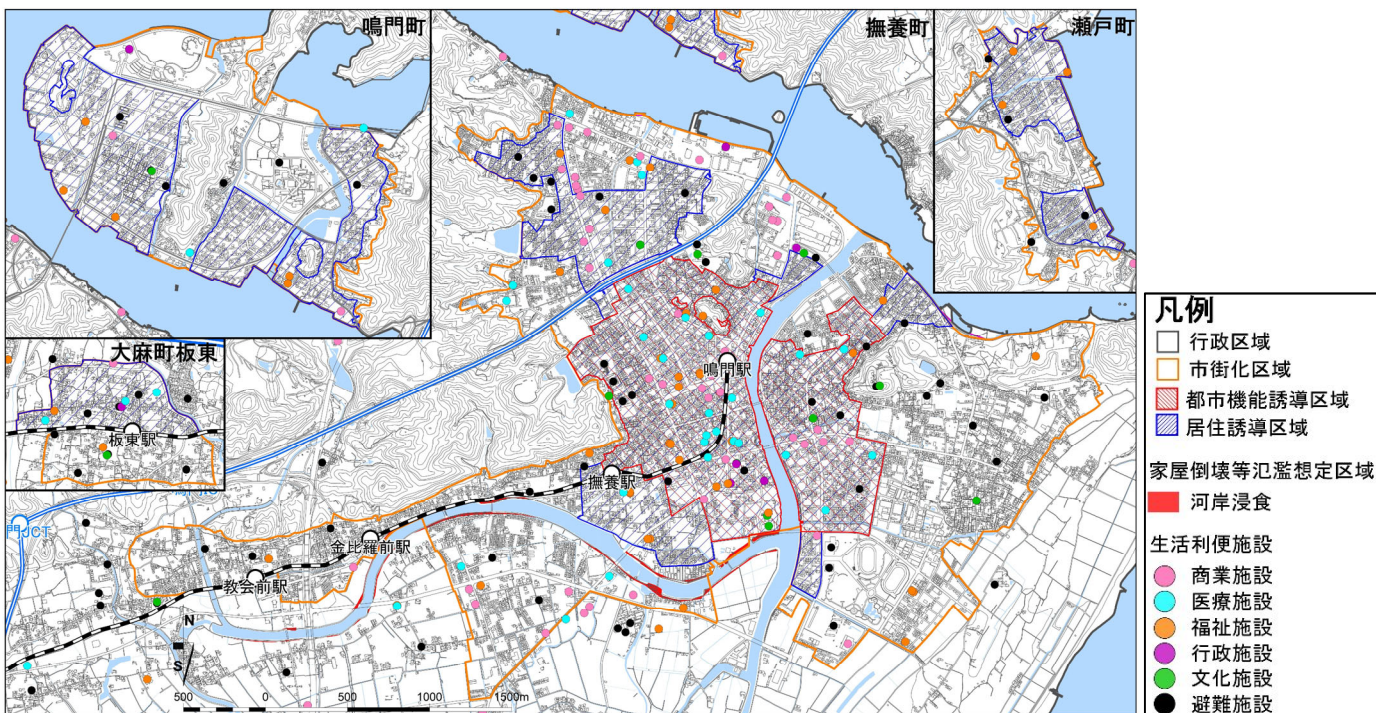 鳴門町
撫養町
瀬戸町
大麻町板東
板東駅
鳴門駅
撫養駅
金比羅前駅
教会前駅
門JCT
N
S
500
0
500
1000
1500m
凡例
行政区域
市街化区域
都市機能誘導区域
居住誘導区域
家屋倒壊等氾濫想定区域
河岸浸食
生活利便施設
商業施設
医療施設
福祉施設
行政施設
文化施設
避難施設